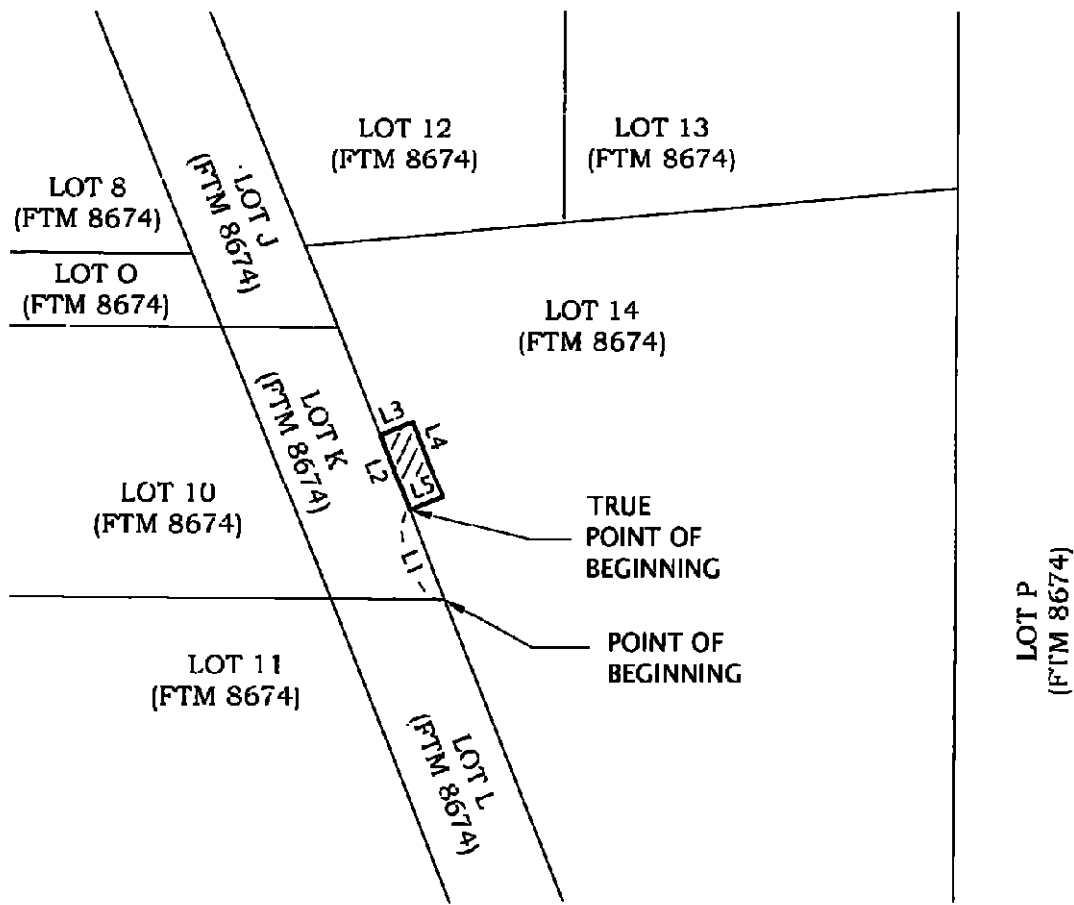 LOT 12
(FTM 8674)
LOT 13
(FTM 8674)
LOT 8
(FTM 8674)
LOT J
(FTM 8674)
LOT O
(FTM 8674)
LOT 14
(FTM 8674)
LOT K
(FTM 8674)
L3
L4
L2
L5
LOT 10
(FTM 8674)
TRUE
POINT OF
BEGINNING
L1
LOT P
(FTM 8674)
POINT OF
BEGINNING
LOT 11
(FTM 8674)
LOT L
(FTM 8674)